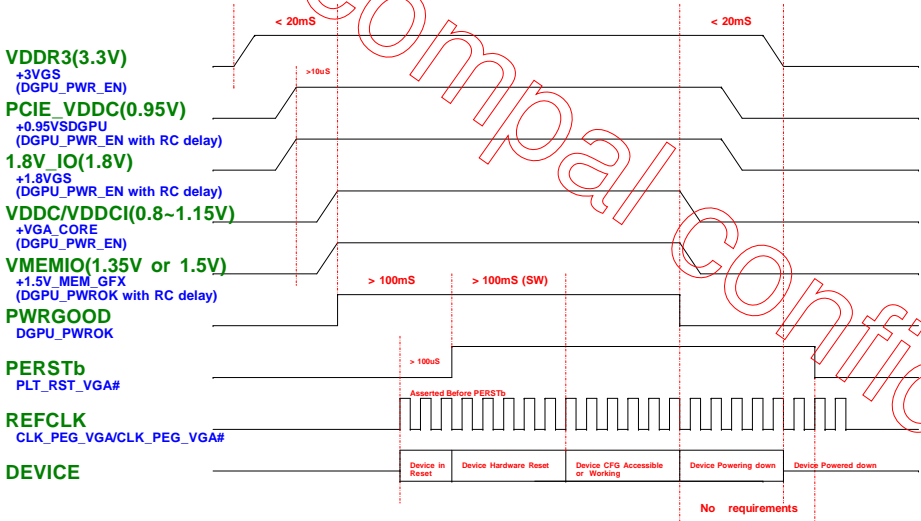 < 20mS
< 20mS
VDDR3(3.3V)
+3VGS
(DGPU_PWR_EN)
>10uS
PCIE_VDDC(0.95V)
+0.95VSDGPU
(DGPU_PWR_EN with RC delay)
1.8V_IO(1.8V)
+1.8VGS
(DGPU_PWR_EN with RC delay)
VDDC/VDDCI(0.8~1.15V)
+VGA_CORE
(DGPU_PWR_EN)
VMEMIO(1.35V or 1.5V)
+1.5V_MEM_GFX
(DGPU_PWROK with RC delay)
> 100mS
> 100mS (SW)
PWRGOOD
DGPU_PWROK
PERSTb
PLT_RST_VGA#
> 100uS
Asserted Before PERSTb
REFCLK
CLK_PEG_VGA/CLK_PEG_VGA#
DEVICE
Device in
Reset
Device Hardware Reset
Device CFG Accessible
or Working
Device Powering down
Device Powered down
No requirements
compal confid